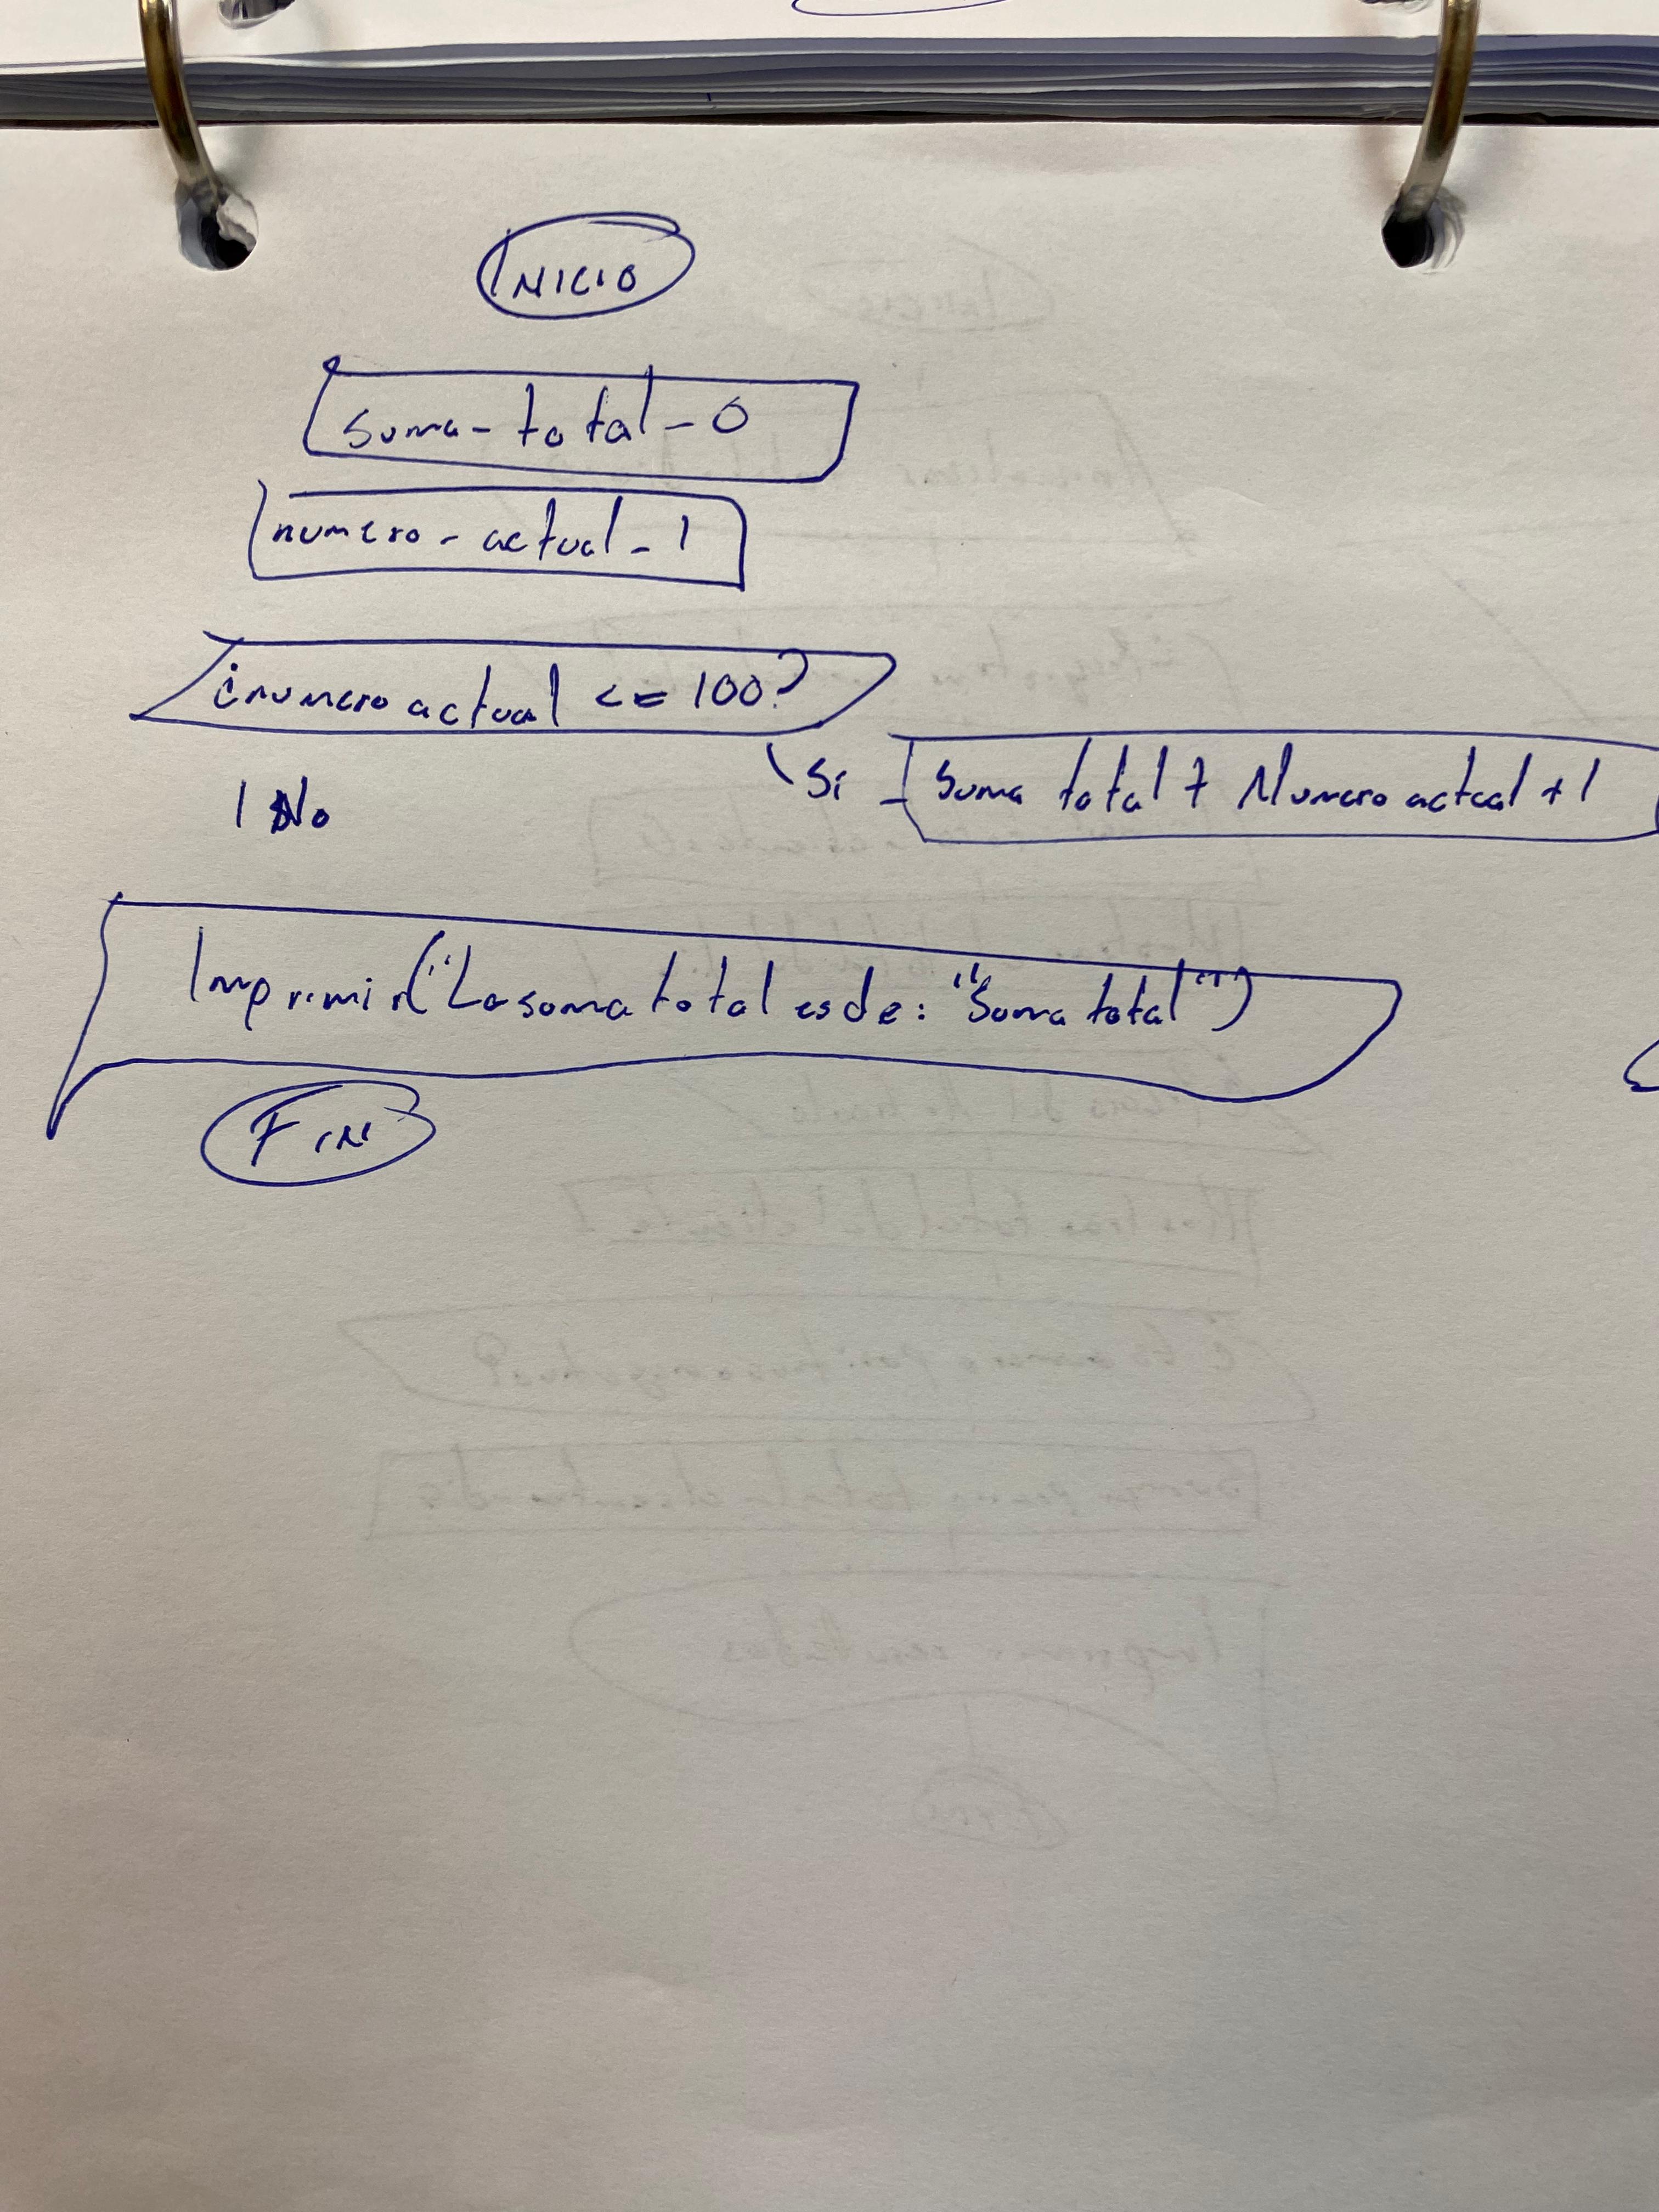 INICIO
suma - total - 0
numero - actual - 1
¿numero actual <= 100?
Si
Suma total + Numero actual + 1
No
Imprimir("La suma total es de: "Suma total")
FIN